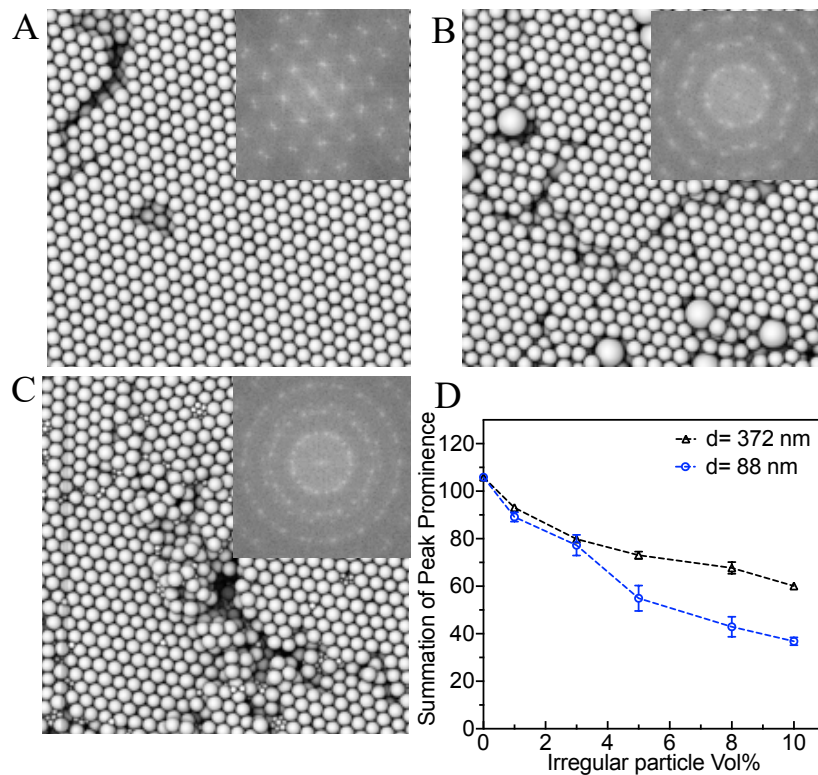 A
B
C
D
d= 372 nm
d= 88 nm
120
100
80
60
40
20
0
0 2 4 6 8 10
Summation of Peak Prominence
Irregular particle Vol%